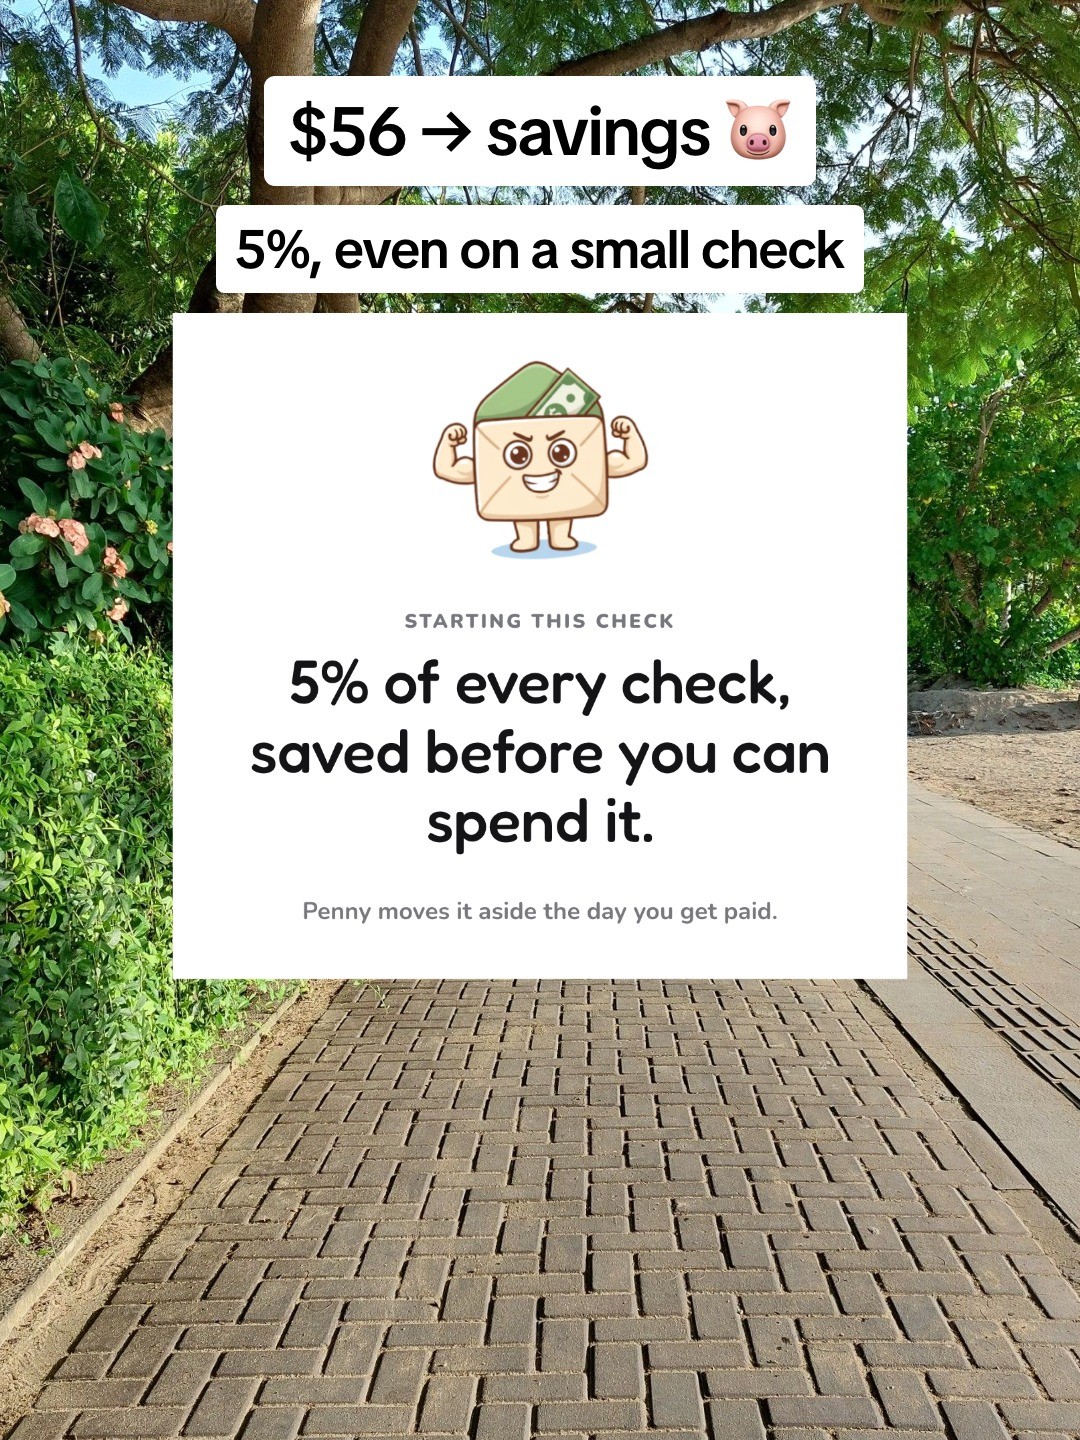 $56 → savings 🐷
5%, even on a small check
STARTING THIS CHECK
5% of every check,
saved before you can
spend it.
Penny moves it aside the day you get paid.